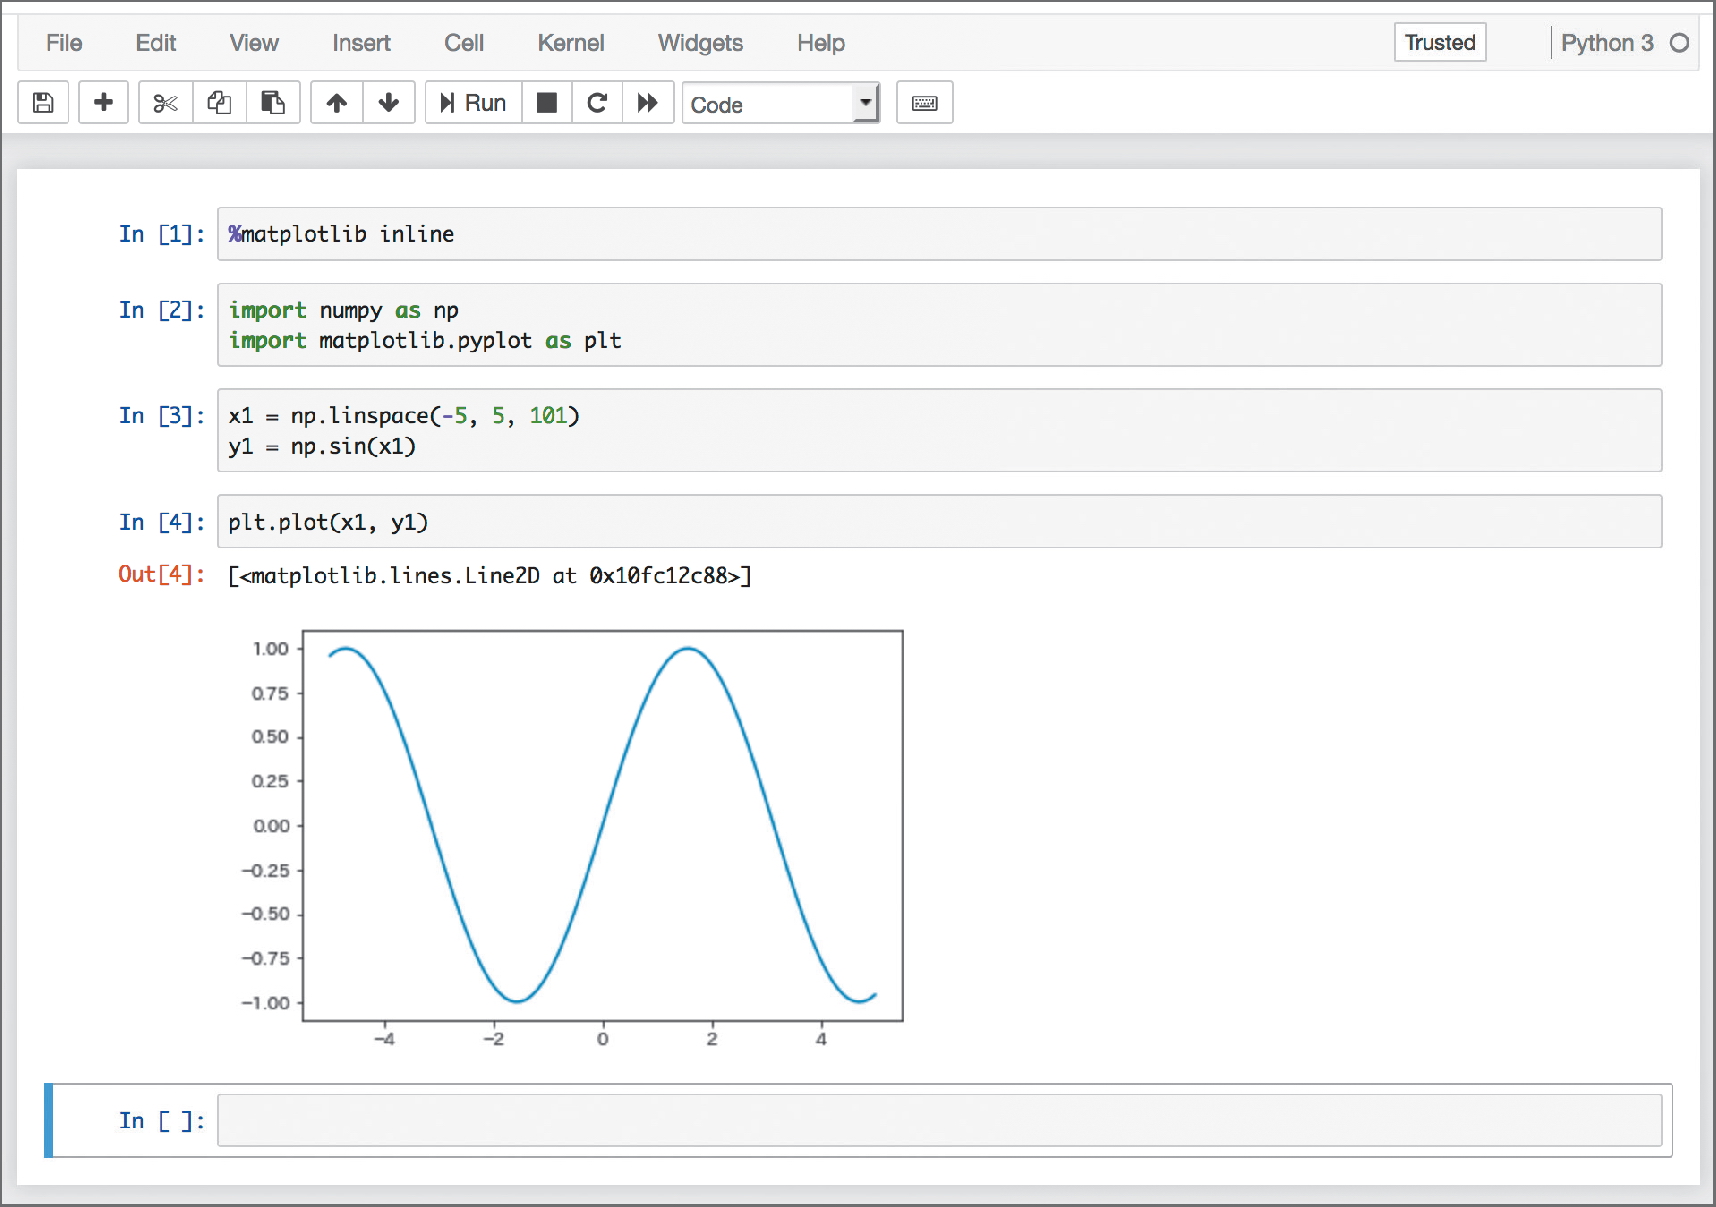 File Edit View Insert Cell Kernel Widgets Help Trusted Python 3
Run Code
In [1]: %matplotlib inline
In [2]: import numpy as np
import matplotlib.pyplot as plt
In [3]: x1 = np.linspace(-5, 5, 101)
y1 = np.sin(x1)
In [4]: plt.plot(x1, y1)
Out[4]: [<matplotlib.lines.Line2D at 0x10fc12c88>]
1.00
0.75
0.50
0.25
0.00
−0.25
−0.50
−0.75
−1.00
−4 −2 0 2 4
In [ ]: